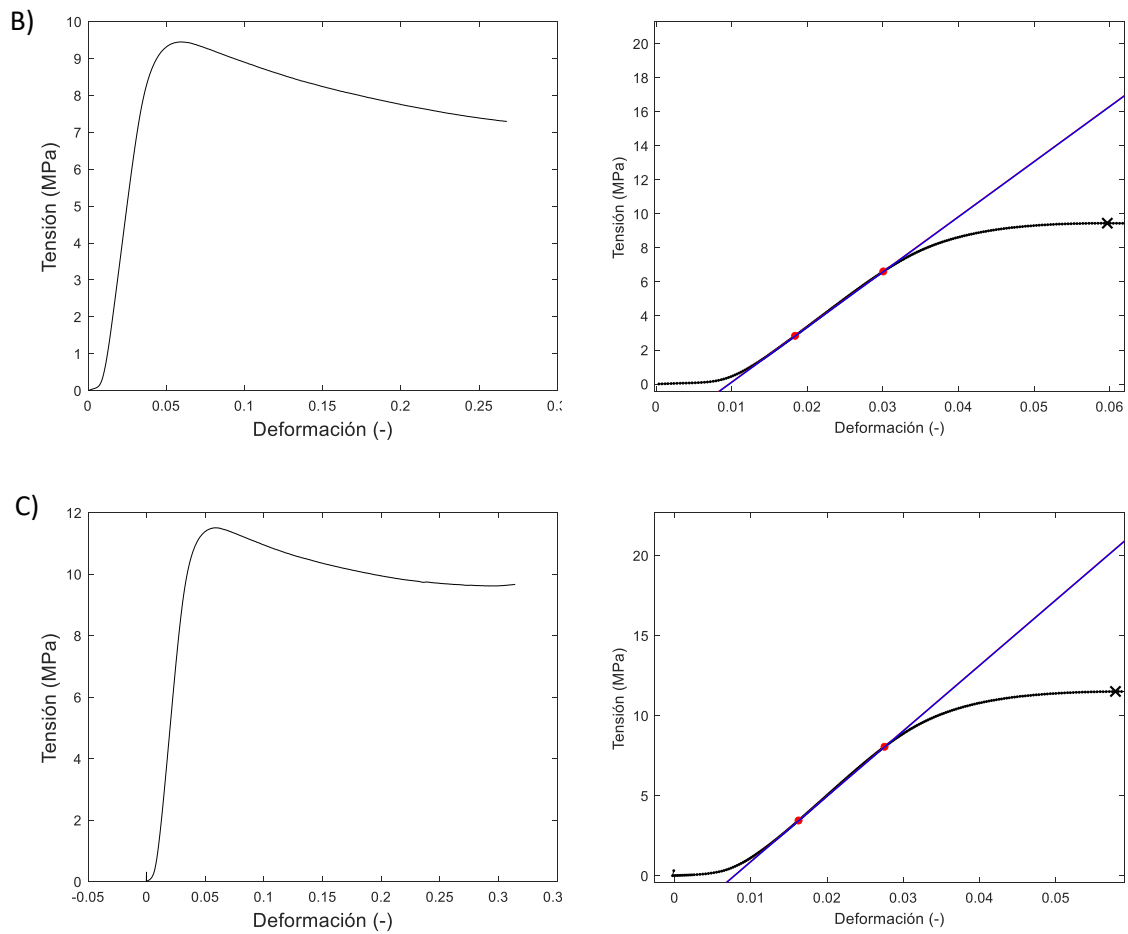 B)
10
9
8
7
6
5
4
3
2
1
0
Tensión (MPa)
0 0.05 0.1 0.15 0.2 0.25
Deformación (-)
20
18
16
14
12
10
8
6
4
2
0
Tensión (MPa)
0 0.01 0.02 0.03 0.04 0.05 0.06
Deformación (-)
C)
12
10
8
6
4
2
0
Tensión (MPa)
-0.05 0 0.05 0.1 0.15 0.2 0.25 0.3
Deformación (-)
20
15
10
5
0
Tensión (MPa)
0 0.01 0.02 0.03 0.04 0.05
Deformación (-)